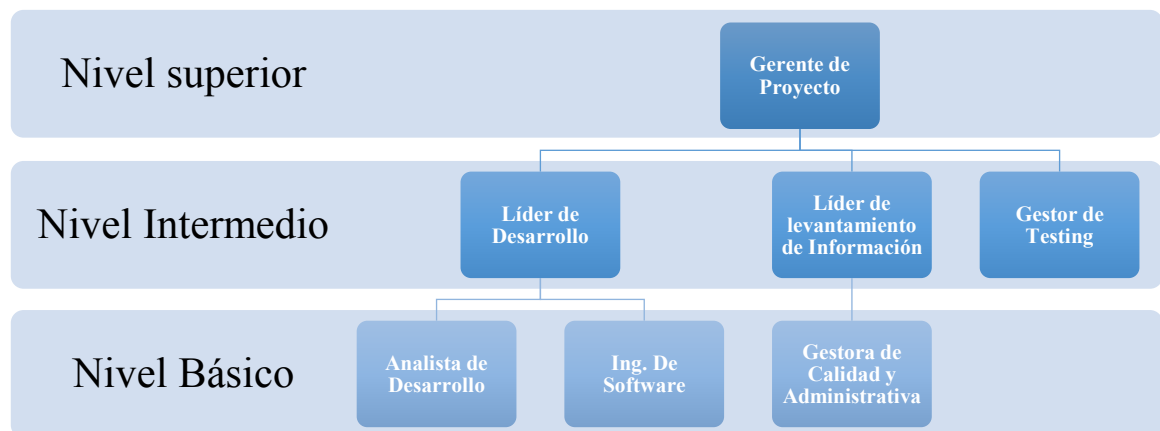 Nivel superior
Gerente de
Proyecto
Nivel Intermedio
Líder de
Desarrollo
Líder de
levantamiento
de Información
Gestor de
Testing
Nivel Básico
Analista de
Desarrollo
Ing. De
Software
Gestora de
Calidad y
Administrativa